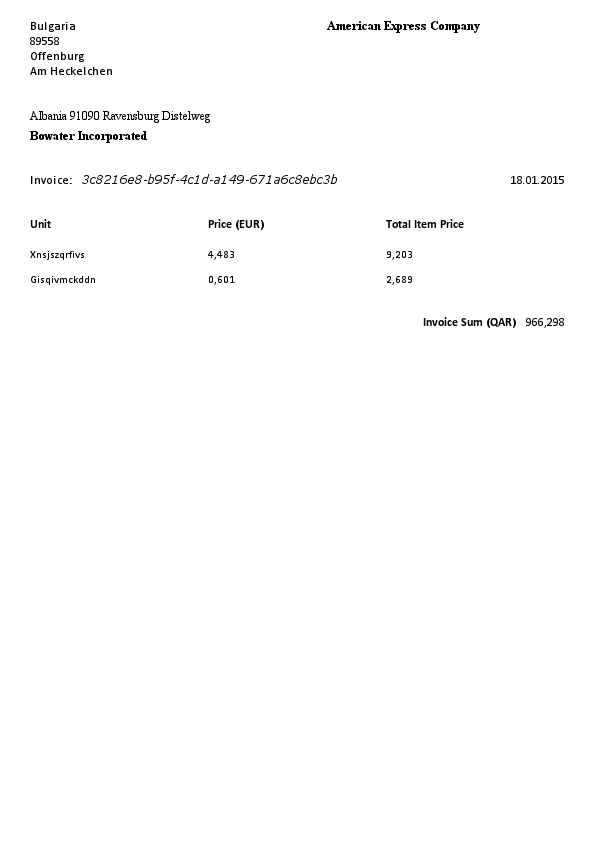 Bulgaria
89558
Offenburg
Am Heckelchen
American Express Company
Albania 91090 Ravensburg Distelweg
Bowater Incorporated
Invoice: 3c8216e8-b95f-4c1d-a149-671a6c8ebc3b 18.01.2015
Unit Price (EUR) Total Item Price
Xnsjszqrfivs 4,483 9,203
Gisqivmckddn 0,601 2,689
Invoice Sum (QAR) 966,298